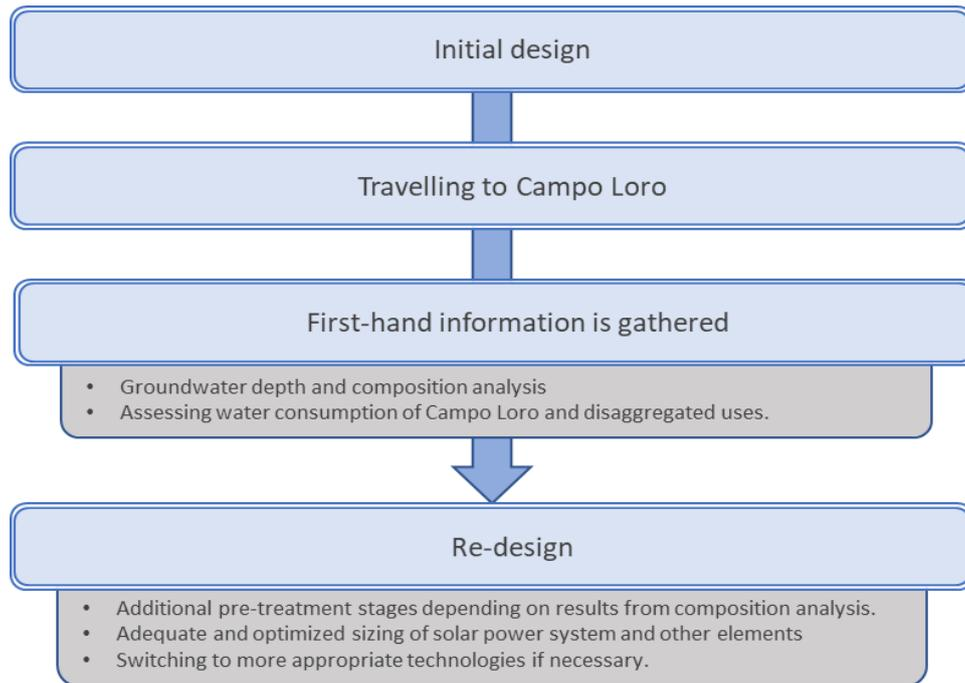 Initial design
Travelling to Campo Loro
First-hand information is gathered
• Groundwater depth and composition analysis
• Assessing water consumption of Campo Loro and disaggregated uses.
Re-design
• Additional pre-treatment stages depending on results from composition analysis.
• Adequate and optimized sizing of solar power system and other elements
• Switching to more appropriate technologies if necessary.